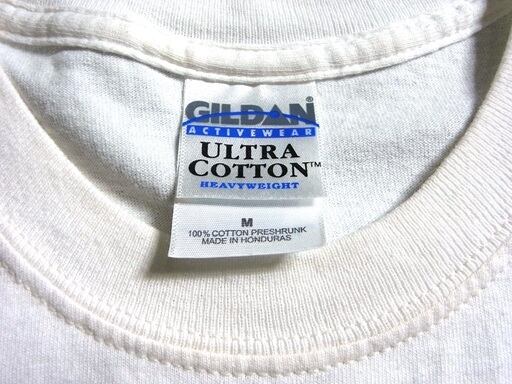 GILDAN®
ACTIVEWEAR
ULTRA
COTTON™
HEAVYWEIGHT
M
100% COTTON PRESHRUNK
MADE IN HONDURAS